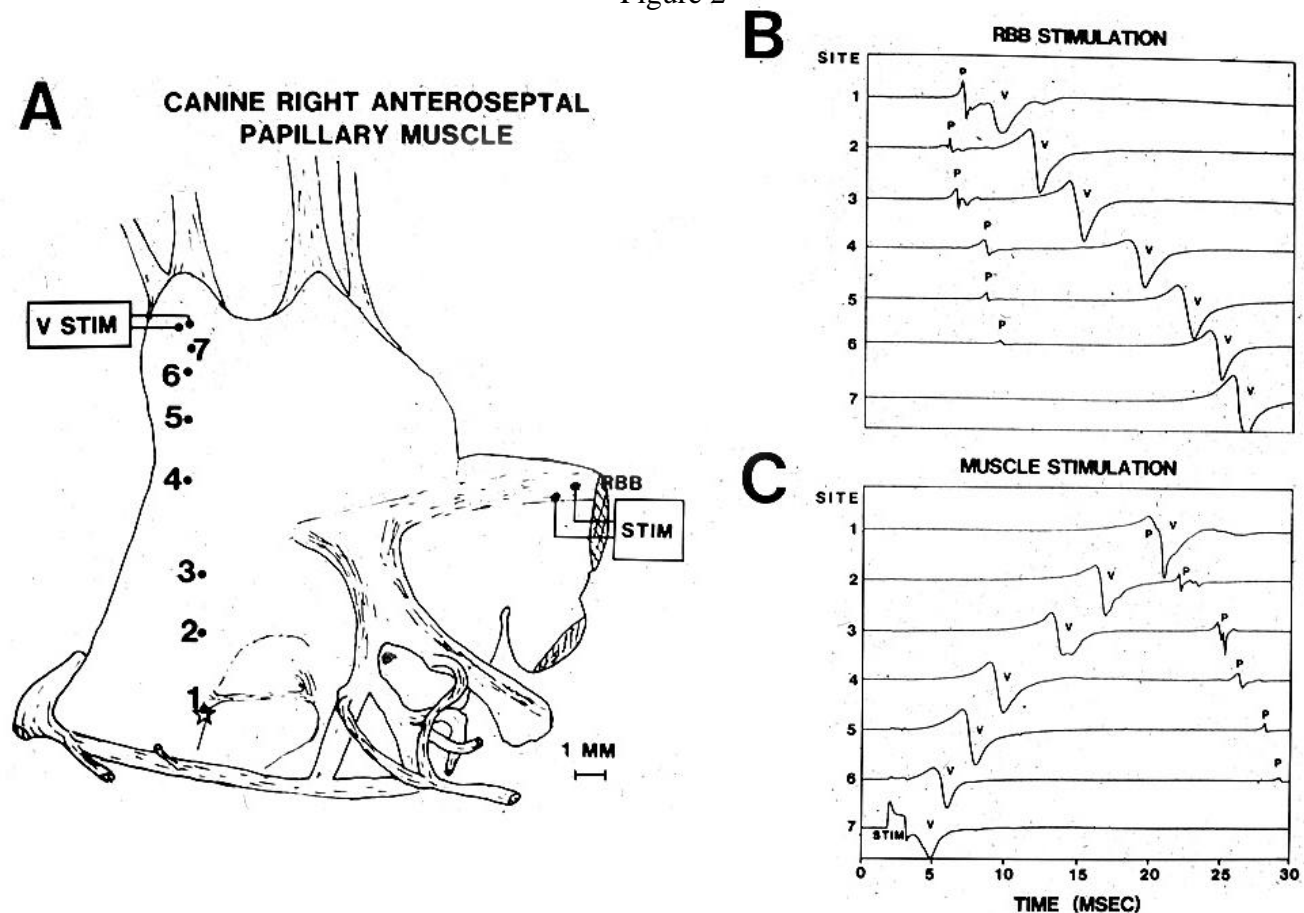 Figure 2
A
CANINE RIGHT ANTEROSEPTAL
PAPILLARY MUSCLE
V STIM
7
6
5
4
3
2
1
RBB
STIM
1 MM
B
RBB STIMULATION
SITE
P
V
1
P
V
2
P
V
3
P
V
4
P
V
5
P
V
6
V
7
C
MUSCLE STIMULATION
SITE
1
P
V
2
V
P
3
V
P
4
V
P
5
V
P
6
V
P
7
STIM
V
0 5 10 15 20 25 30
TIME (MSEC)